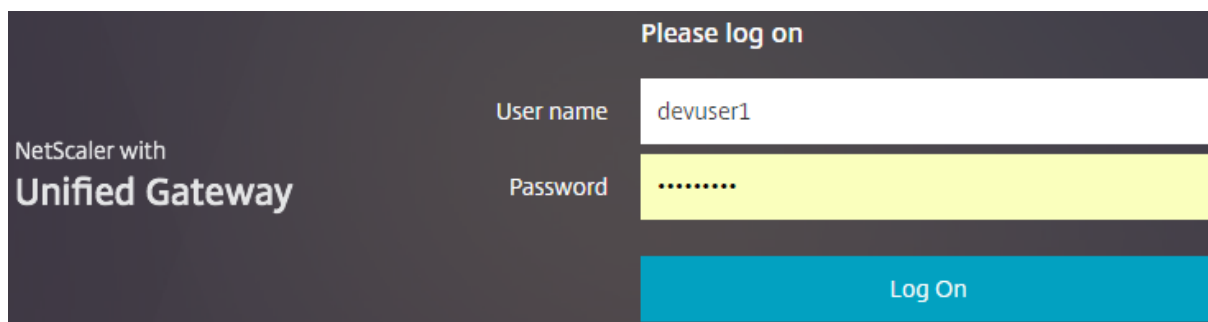 Please log on
User name
devuser1
NetScaler with
Unified Gateway
Password
•••••••••
Log On